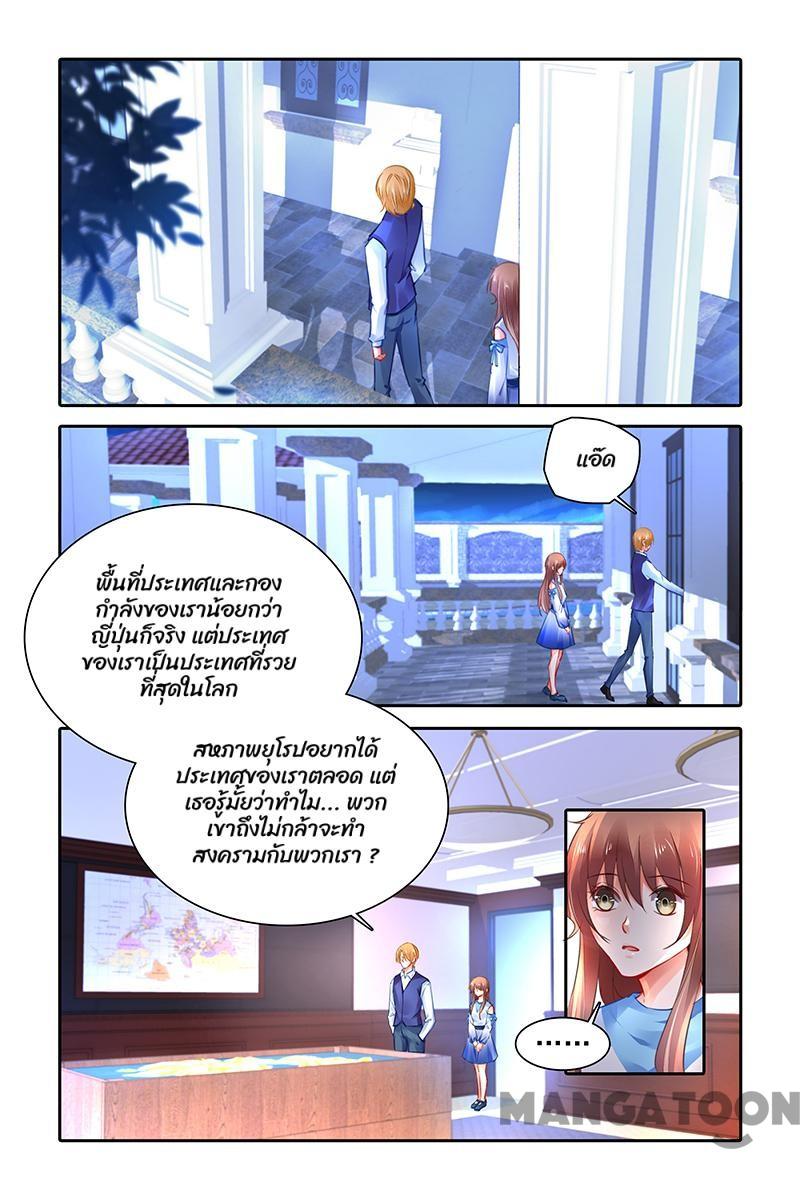 แอ๊ด
พื้นที่ประเทศและกอง
กำลังของเราน้อยกว่า
ญี่ปุ่นก็จริง แต่ประเทศ
ของเราเป็นประเทศที่รวย
ที่สุดในโลก
สหภาพยุโรปอยากได้
ประเทศของเราตลอด แต่
เธอรู้มั้ยว่าทำไม... พวก
เขาถึงไม่กล้าจะทำ
สงครามกับพวกเรา ?
......
MANGATOON